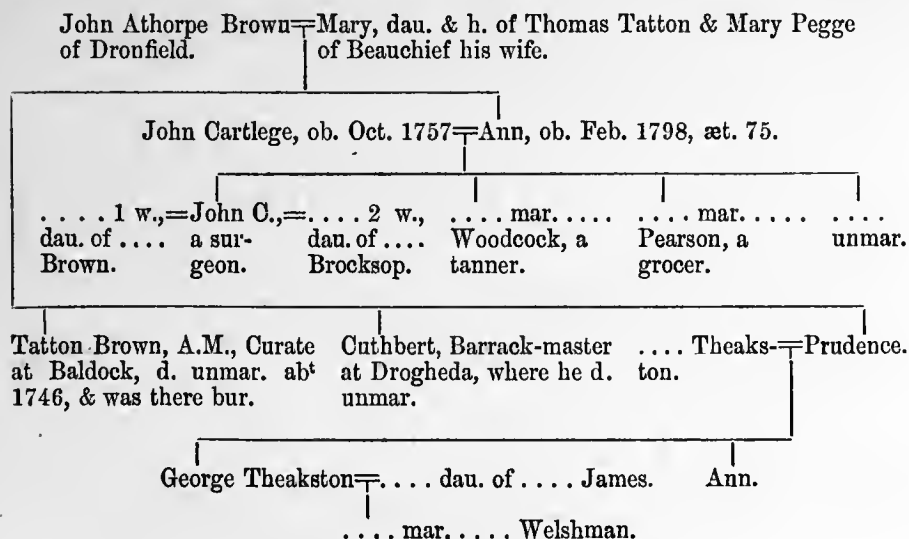 John Athorpe Brown=Mary, dau. & h. of Thomas Tatton & Mary Pegge
of Dronfield. of Beauchief his wife.
John Cartlege, ob. Oct. 1757=Ann, ob. Feb. 1798, æt. 75.
. . . . 1 w.,=John C.,=. . . . 2 w., . . . . mar. . . . . . . . . . mar. . . . . . . . . .
dau. of . . . . a sur- dau. of . . . . Woodcock, a Pearson, a unmar.
Brown. geon. Brocksop. tanner. grocer.
Tatton Brown, A.M., Curate Cuthbert, Barrack-master . . . . Theaks-=Prudence.
at Baldock, d. unmar. abt at Drogheda, where he d. ton.
1746, & was there bur. unmar.
George Theakston=. . . . dau. of . . . . James. Ann.
. . . . mar. . . . . . Welshman.